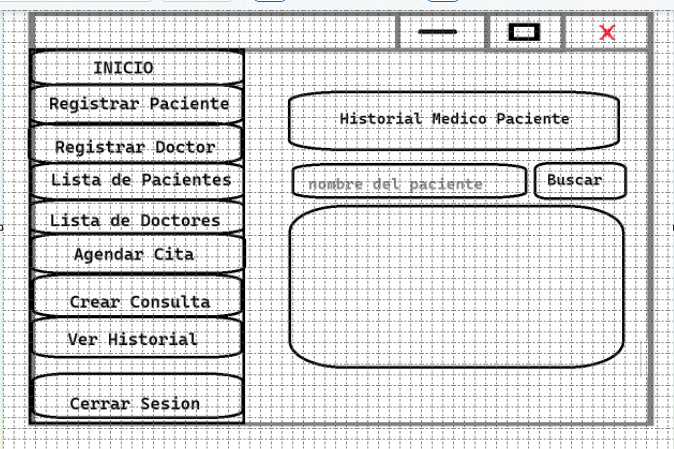 INICIO
Registrar Paciente
Registrar Doctor
Lista de Pacientes
Lista de Doctores
Agendar Cita
Crear Consulta
Ver Historial
Cerrar Sesion
Historial Medico Paciente
nombre del paciente
Buscar